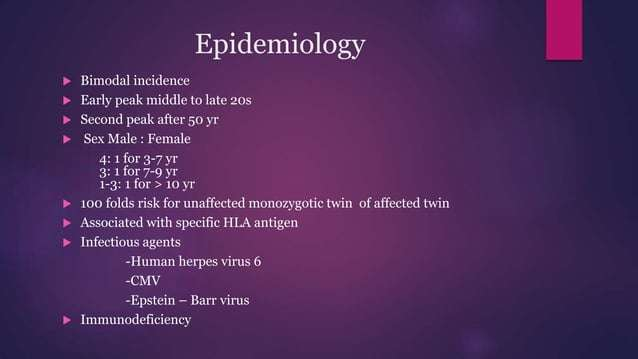 Epidemiology
Bimodal incidence
Early peak middle to late 20s
Second peak after 50 yr
Sex Male : Female
4: 1 for 3-7 yr
3: 1 for 7-9 yr
1-3: 1 for > 10 yr
100 folds risk for unaffected monozygotic twin of affected twin
Associated with specific HLA antigen
Infectious agents
-Human herpes virus 6
-CMV
-Epstein – Barr virus
Immunodeficiency